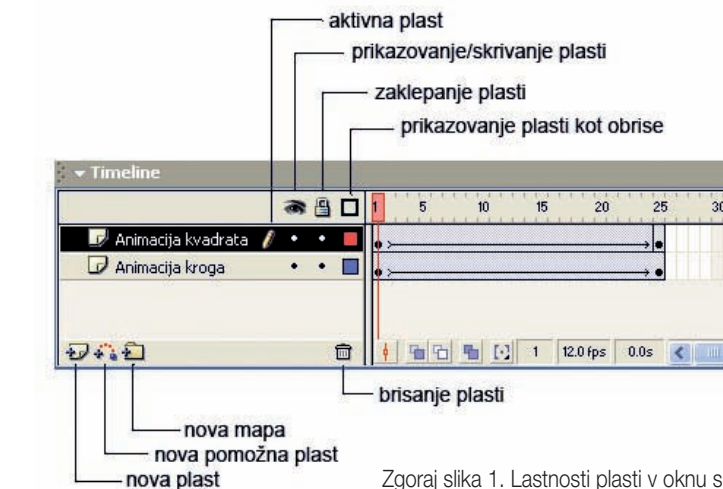 aktivna plast
prikazovanje/skrivanje plasti
zaklepanje plasti
prikazovanje plasti kot obrise
Timeline
1 5 10 15 20 25 30
Animacija kvadrata
Animacija kroga
1 12.0 fps 0.0s
brisanje plasti
nova mapa
nova pomožna plast
nova plast
Zgoraj slika 1. Lastnosti plasti v oknu s